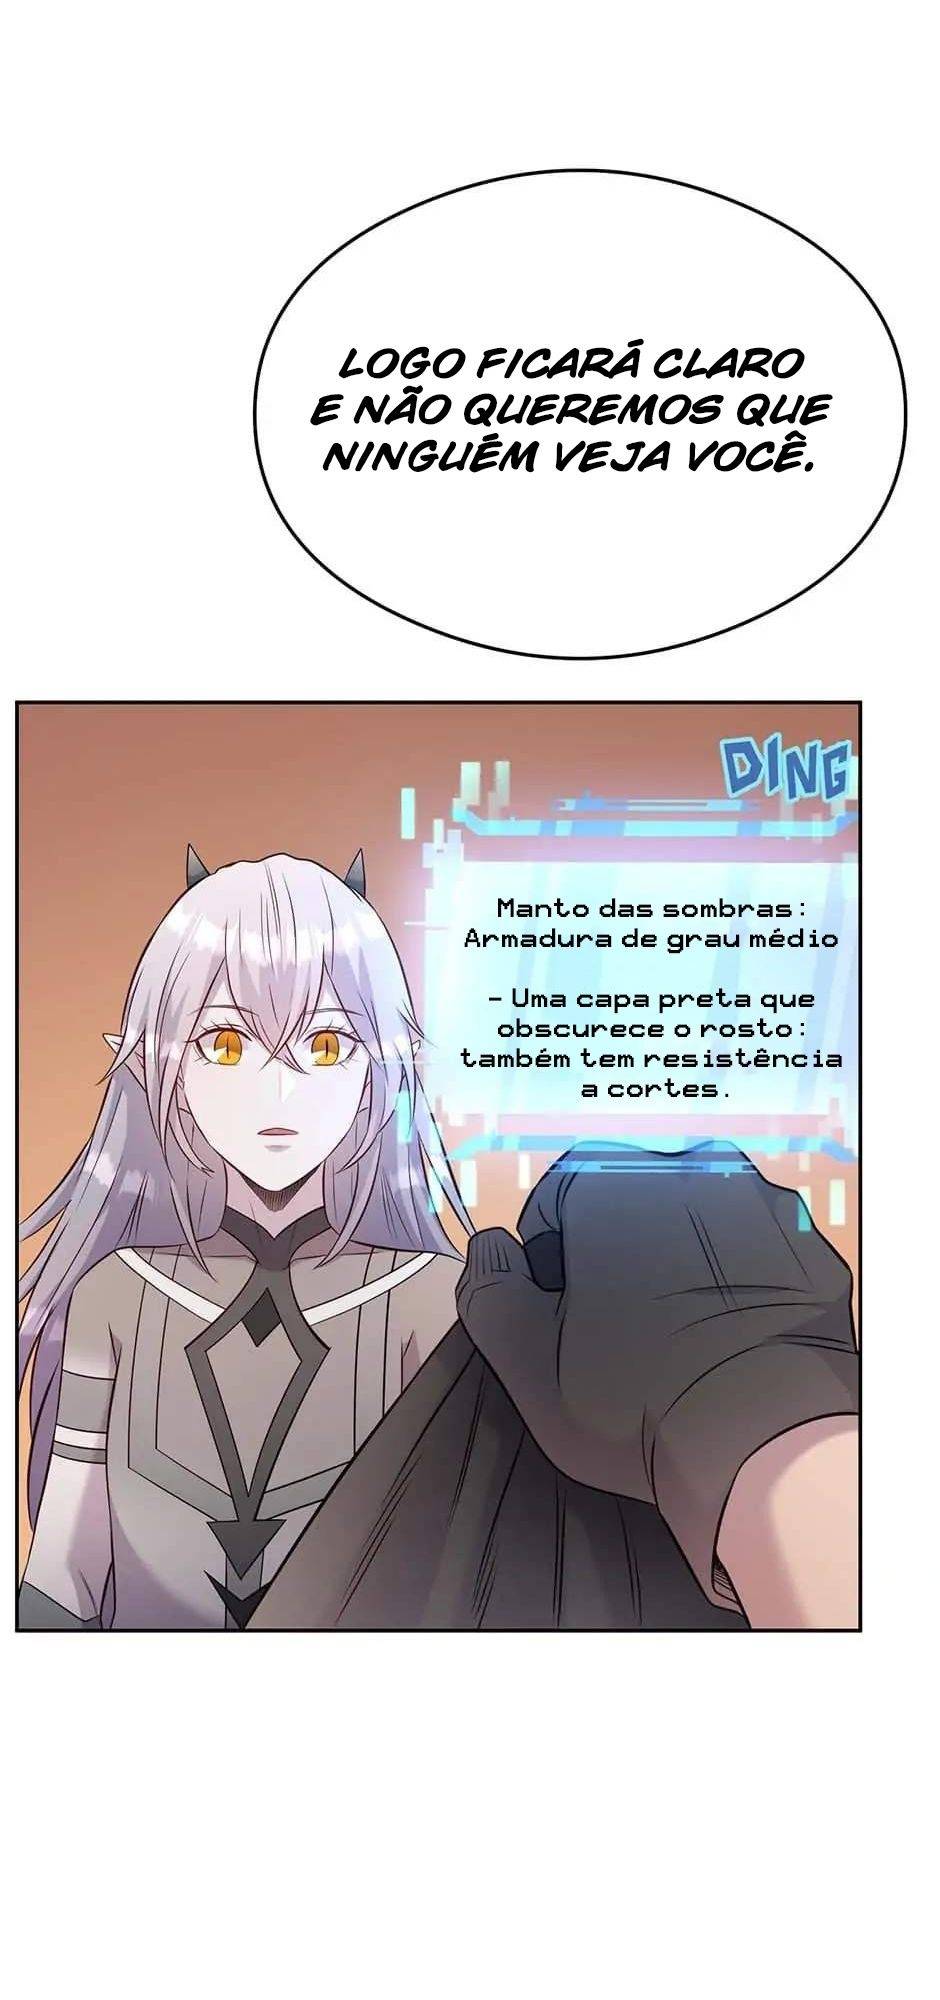 LOGO FICARÁ CLARO
E NÃO QUEREMOS QUE
NINGUÉM VEJA VOCÊ.
DING
Manto das sombras:
Armadura de grau médio
- Uma capa preta que
obscurece o rosto:
também tem resistência
a cortes.